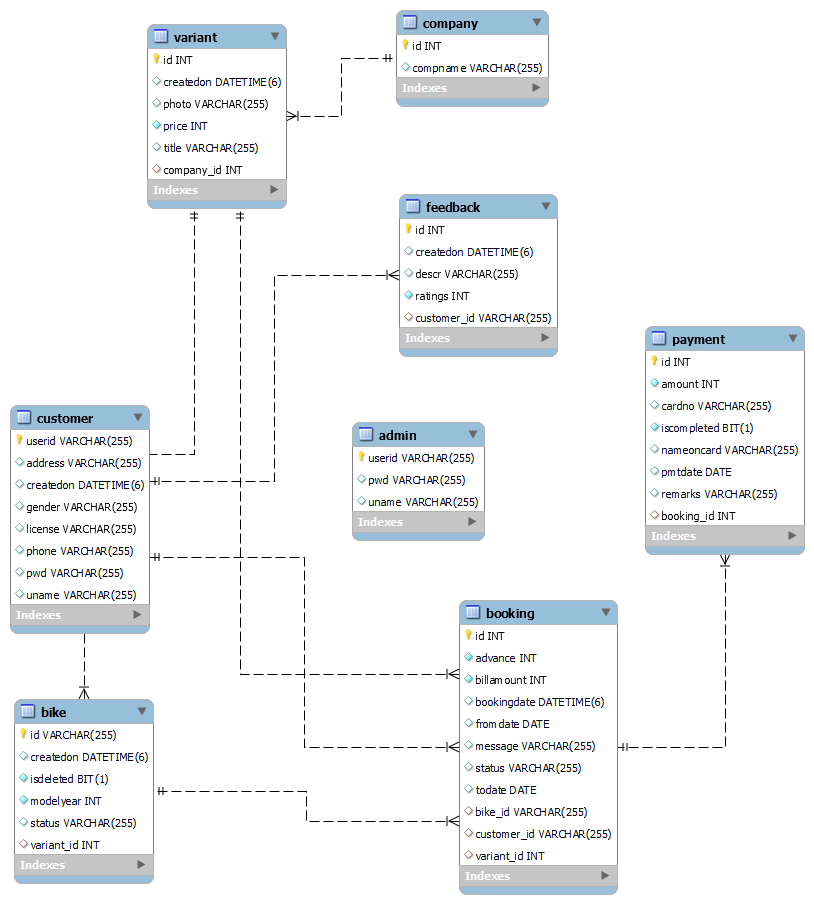 variant
id INT
createdon DATETIME(6)
photo VARCHAR(255)
price INT
title VARCHAR(255)
company_id INT
Indexes
company
id INT
compname VARCHAR(255)
Indexes
feedback
id INT
createdon DATETIME(6)
descr VARCHAR(255)
ratings INT
customer_id VARCHAR(255)
Indexes
payment
id INT
amount INT
cardno VARCHAR(255)
iscompleted BIT(1)
nameoncard VARCHAR(255)
pmtdate DATE
remarks VARCHAR(255)
booking_id INT
Indexes
customer
userid VARCHAR(255)
address VARCHAR(255)
createdon DATETIME(6)
gender VARCHAR(255)
license VARCHAR(255)
phone VARCHAR(255)
pwd VARCHAR(255)
uname VARCHAR(255)
Indexes
admin
userid VARCHAR(255)
pwd VARCHAR(255)
uname VARCHAR(255)
Indexes
booking
id INT
advance INT
billamount INT
bookingdate DATETIME(6)
fromdate DATE
message VARCHAR(255)
status VARCHAR(255)
todate DATE
bike_id VARCHAR(255)
customer_id VARCHAR(255)
variant_id INT
Indexes
bike
id VARCHAR(255)
createdon DATETIME(6)
isdeleted BIT(1)
modelyear INT
status VARCHAR(255)
variant_id INT
Indexes